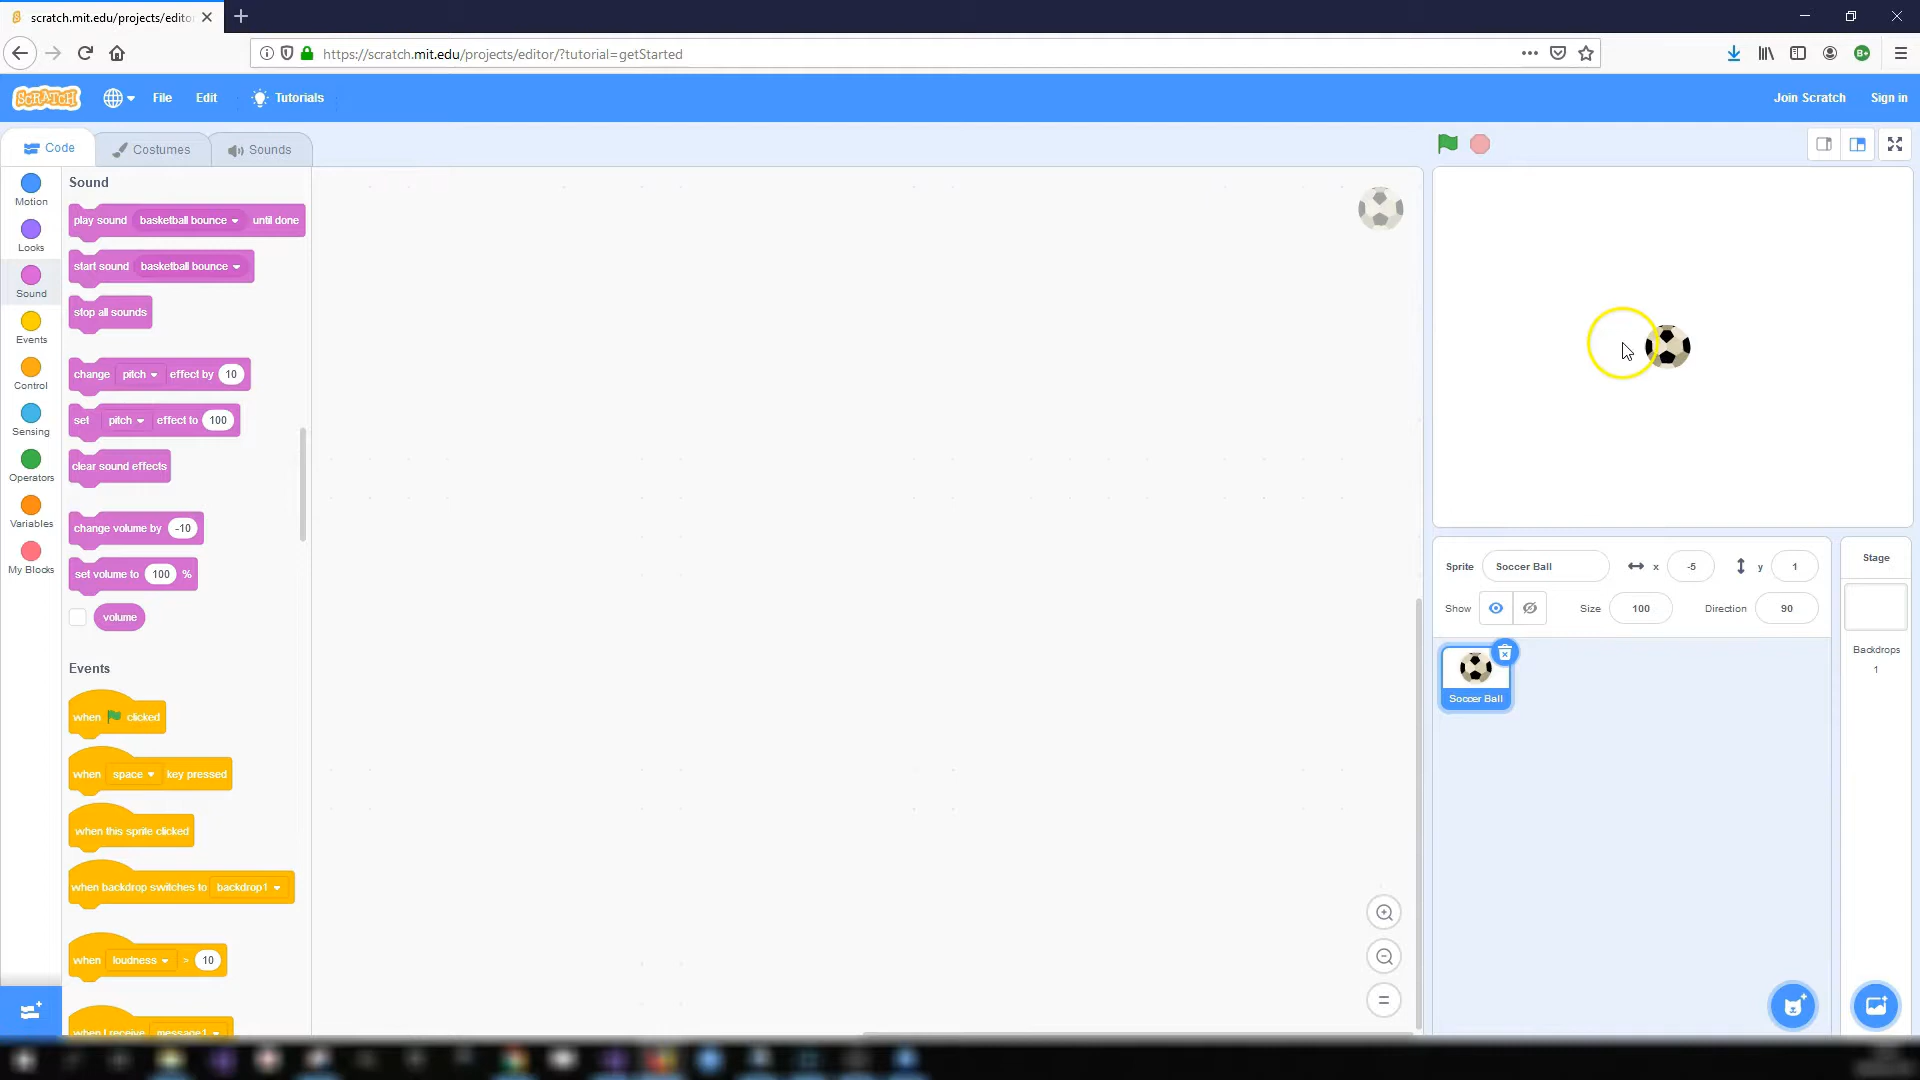 scratch.mit.edu/projects/edito
https://scratch.mit.edu/projects/editor/?tutorial=getStarted
B+
SCRATCH
File
Edit
Tutorials
Join Scratch
Sign in
Code
Costumes
Sounds
Motion
Looks
Sound
Events
Control
Sensing
Operators
Variables
My Blocks
Sound
play sound basketball bounce until done
start sound basketball bounce
stop all sounds
change pitch effect by 10
set pitch effect to 100
clear sound effects
change volume by -10
set volume to 100 %
volume
Events
when clicked
when space key pressed
when this sprite clicked
when backdrop switches to backdrop1
when loudness > 10
when I receive message1
Sprite Soccer Ball x -5 y 1
Show Size 100 Direction 90
Soccer Ball
Stage
Backdrops
1